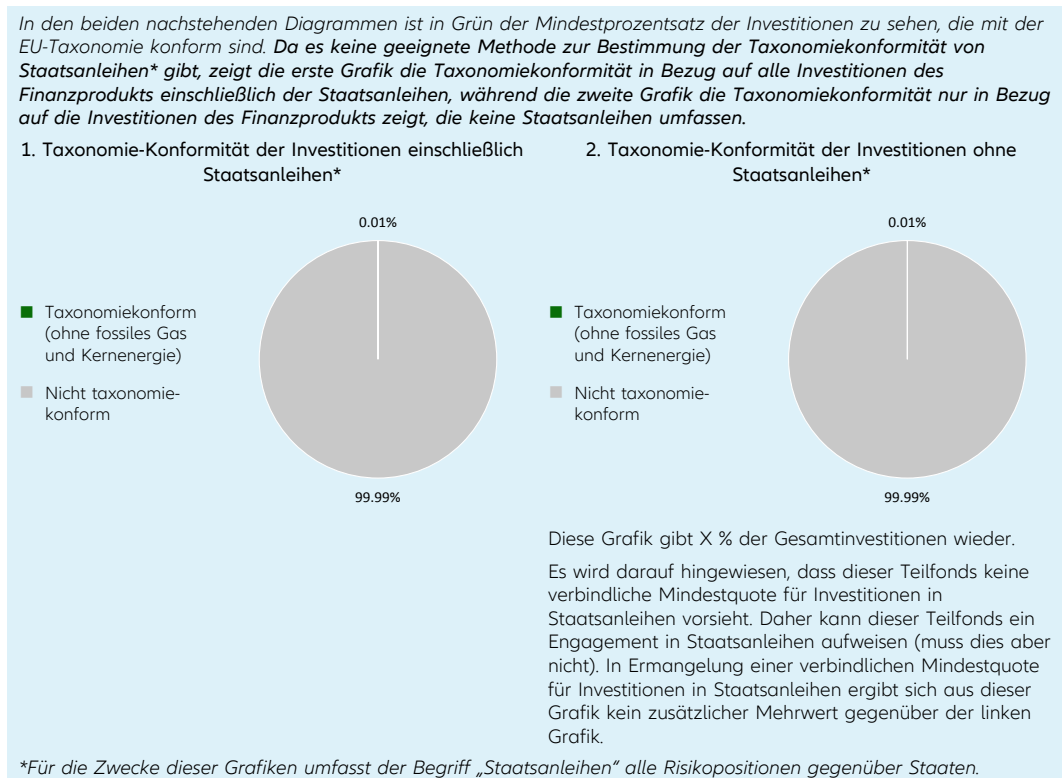 In den beiden nachstehenden Diagrammen ist in Grün der Mindestprozentsatz der Investitionen zu sehen, die mit der
EU-Taxonomie konform sind. Da es keine geeignete Methode zur Bestimmung der Taxonomiekonformität von
Staatsanleihen* gibt, zeigt die erste Grafik die Taxonomiekonformität in Bezug auf alle Investitionen des
Finanzprodukts einschließlich der Staatsanleihen, während die zweite Grafik die Taxonomiekonformität nur in Bezug
auf die Investitionen des Finanzprodukts zeigt, die keine Staatsanleihen umfassen.
1. Taxonomie-Konformität der Investitionen einschließlich
Staatsanleihen*
0.01%
Taxonomiekonform
(ohne fossiles Gas
und Kernenergie)
Nicht taxonomie-
konform
99.99%
2. Taxonomie-Konformität der Investitionen ohne
Staatsanleihen*
0.01%
Taxonomiekonform
(ohne fossiles Gas
und Kernenergie)
Nicht taxonomie-
konform
99.99%
Diese Grafik gibt X % der Gesamtinvestitionen wieder.
Es wird darauf hingewiesen, dass dieser Teilfonds keine
verbindliche Mindestquote für Investitionen in
Staatsanleihen vorsieht. Daher kann dieser Teilfonds ein
Engagement in Staatsanleihen aufweisen (muss dies aber
nicht). In Ermangelung einer verbindlichen Mindestquote
für Investitionen in Staatsanleihen ergibt sich aus dieser
Grafik kein zusätzlicher Mehrwert gegenüber der linken
Grafik.
*Für die Zwecke dieser Grafiken umfasst der Begriff „Staatsanleihen" alle Risikopositionen gegenüber Staaten.